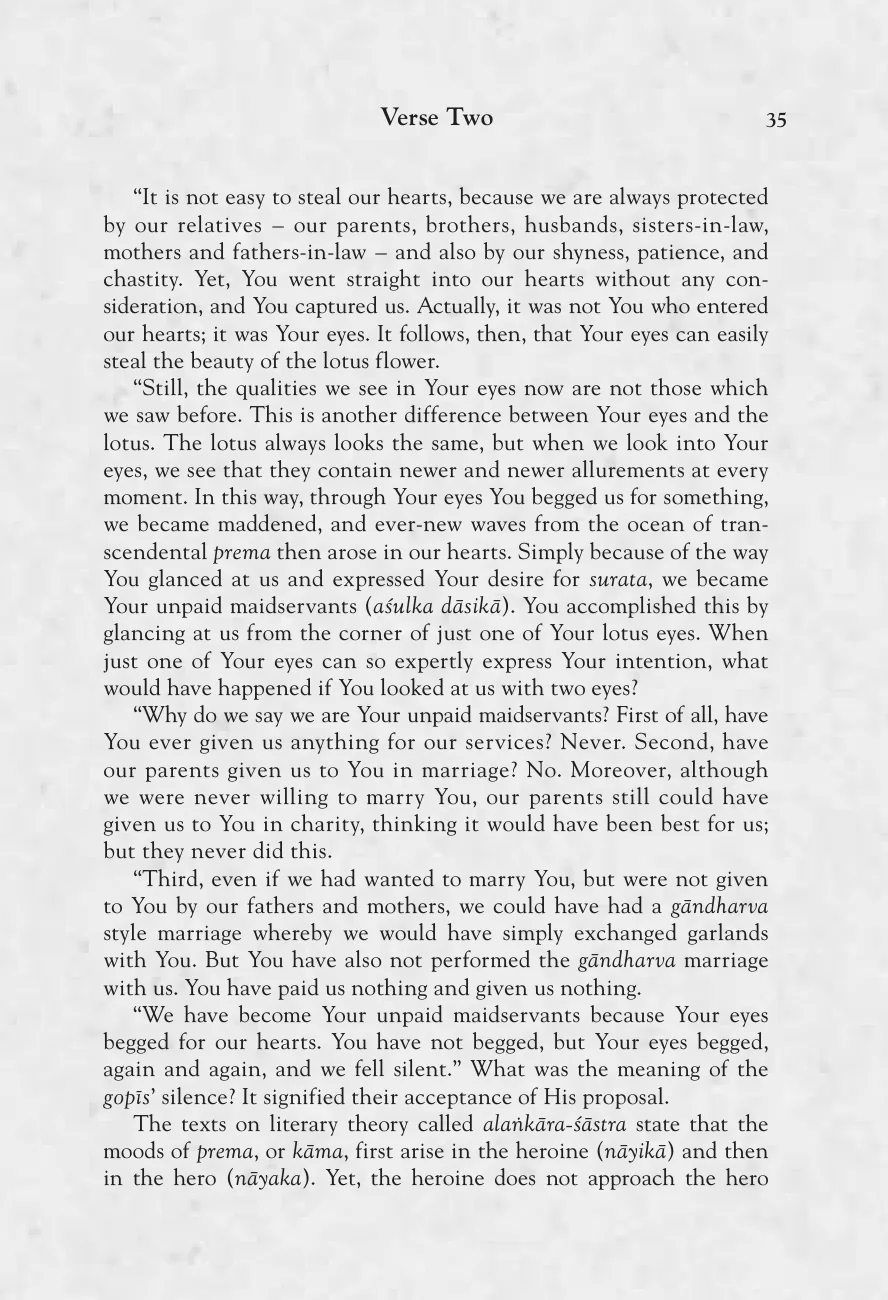 Verse Two 35
“It is not easy to steal our hearts, because we are always protected
by our relatives – our parents, brothers, husbands, sisters-in-law,
mothers and fathers-in-law – and also by our shyness, patience, and
chastity. Yet, You went straight into our hearts without any con-
sideration, and You captured us. Actually, it was not You who entered
our hearts; it was Your eyes. It follows, then, that Your eyes can easily
steal the beauty of the lotus flower.
“Still, the qualities we see in Your eyes now are not those which
we saw before. This is another difference between Your eyes and the
lotus. The lotus always looks the same, but when we look into Your
eyes, we see that they contain newer and newer allurements at every
moment. In this way, through Your eyes You begged us for something,
we became maddened, and ever-new waves from the ocean of tran-
scendental prema then arose in our hearts. Simply because of the way
You glanced at us and expressed Your desire for surata, we became
Your unpaid maidservants (aśulka dāsikā). You accomplished this by
glancing at us from the corner of just one of Your lotus eyes. When
just one of Your eyes can so expertly express Your intention, what
would have happened if You looked at us with two eyes?
“Why do we say we are Your unpaid maidservants? First of all, have
You ever given us anything for our services? Never. Second, have
our parents given us to You in marriage? No. Moreover, although
we were never willing to marry You, our parents still could have
given us to You in charity, thinking it would have been best for us;
but they never did this.
“Third, even if we had wanted to marry You, but were not given
to You by our fathers and mothers, we could have had a gāndharva
style marriage whereby we would have simply exchanged garlands
with You. But You have also not performed the gāndharva marriage
with us. You have paid us nothing and given us nothing.
“We have become Your unpaid maidservants because Your eyes
begged for our hearts. You have not begged, but Your eyes begged,
again and again, and we fell silent.” What was the meaning of the
gopīs’ silence? It signified their acceptance of His proposal.
The texts on literary theory called alaṅkāra-śāstra state that the
moods of prema, or kāma, first arise in the heroine (nāyikā) and then
in the hero (nāyaka). Yet, the heroine does not approach the hero